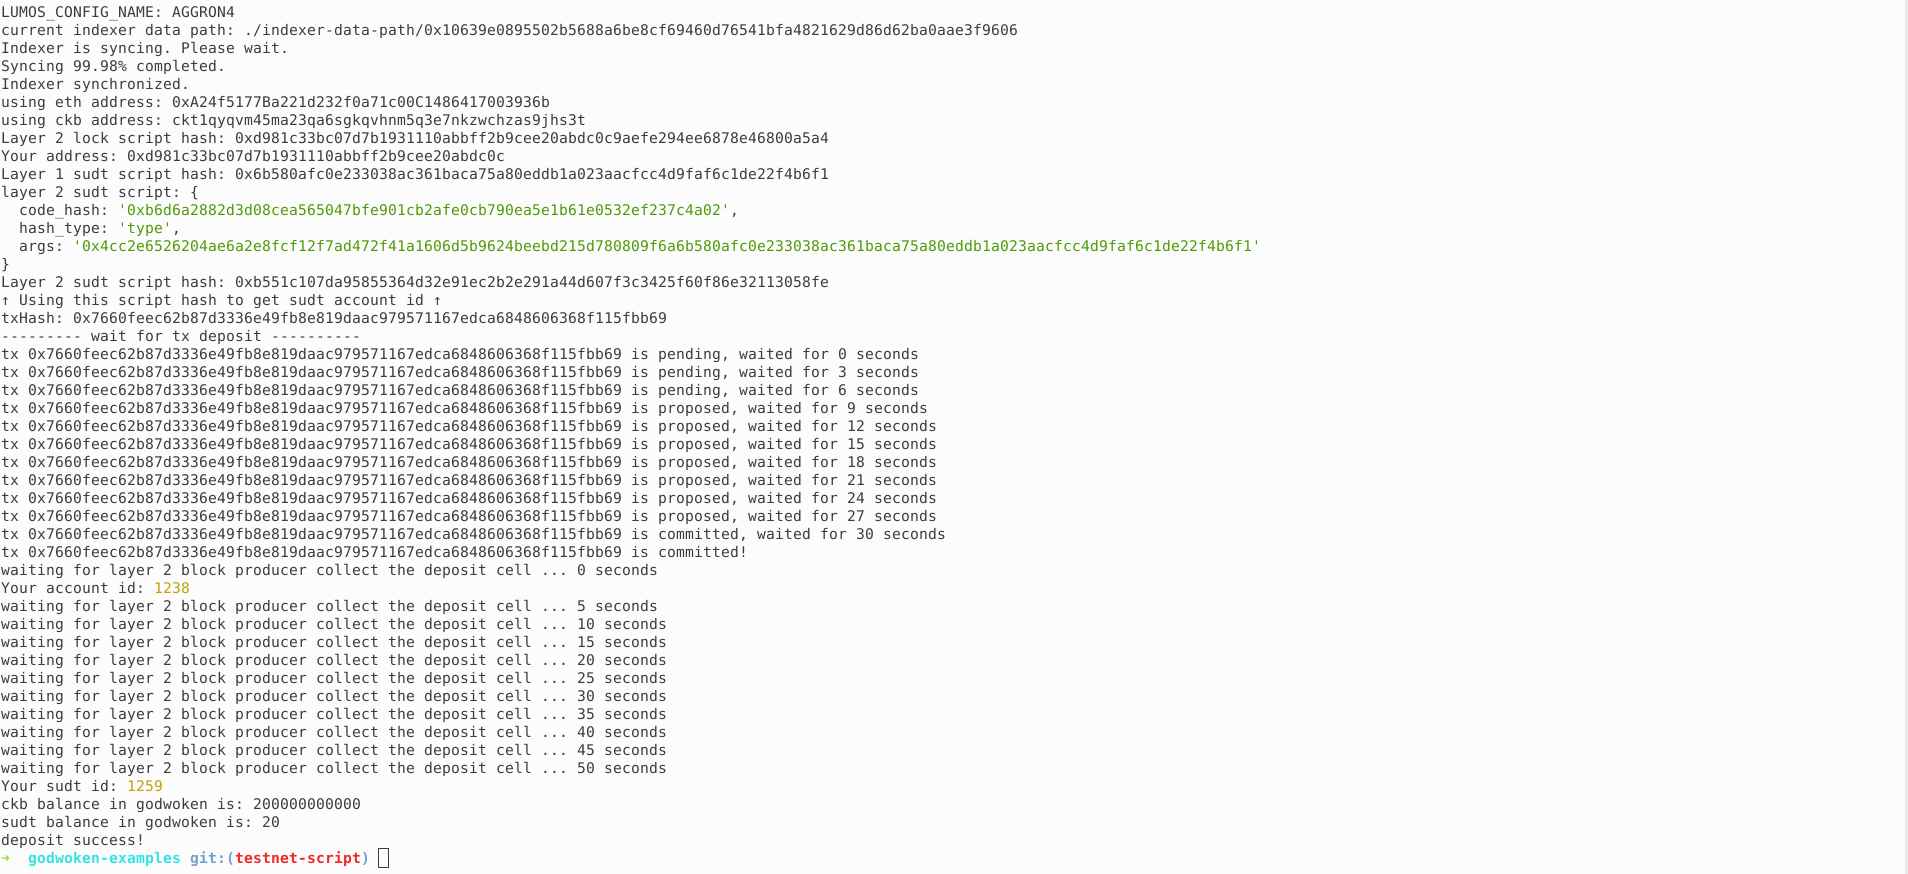 LUMOS_CONFIG_NAME: AGGRON4
current indexer data path: ./indexer-data-path/0x10639e0895502b5688a6be8cf69460d76541bfa4821629d86d62ba0aae3f9606
Indexer is syncing. Please wait.
Syncing 99.98% completed.
Indexer synchronized.
using eth address: 0xA24f5177Ba221d232f0a71c00C1486417003936b
using ckb address: ckt1qyqvm45ma23qa6sgkqvhnm5q3e7nkzwchzas9jhs3t
Layer 2 lock script hash: 0xd981c33bc07d7b1931110abbff2b9cee20abdc0c9aefe294ee6878e46800a5a4
Your address: 0xd981c33bc07d7b1931110abbff2b9cee20abdc0c
Layer 1 sudt script hash: 0x6b580afc0e233038ac361baca75a80eddb1a023aacfcc4d9faf6c1de22f4b6f1
layer 2 sudt script: {
  code_hash: '0xb6d6a2882d3d08cea565047bfe901cb2afe0cb790ea5e1b61e0532ef237c4a02',
  hash_type: 'type',
  args: '0x4cc2e6526204ae6a2e8fcf12f7ad472f41a1606d5b9624beebd215d780809f6a6b580afc0e233038ac361baca75a80eddb1a023aacfcc4d9faf6c1de22f4b6f1'
}
Layer 2 sudt script hash: 0xb551c107da95855364d32e91ec2b2e291a44d607f3c3425f60f86e32113058fe
↑ Using this script hash to get sudt account id ↑
txHash: 0x7660feec62b87d3336e49fb8e819daac979571167edca6848606368f115fbb69
--------- wait for tx deposit ----------
tx 0x7660feec62b87d3336e49fb8e819daac979571167edca6848606368f115fbb69 is pending, waited for 0 seconds
tx 0x7660feec62b87d3336e49fb8e819daac979571167edca6848606368f115fbb69 is pending, waited for 3 seconds
tx 0x7660feec62b87d3336e49fb8e819daac979571167edca6848606368f115fbb69 is pending, waited for 6 seconds
tx 0x7660feec62b87d3336e49fb8e819daac979571167edca6848606368f115fbb69 is proposed, waited for 9 seconds
tx 0x7660feec62b87d3336e49fb8e819daac979571167edca6848606368f115fbb69 is proposed, waited for 12 seconds
tx 0x7660feec62b87d3336e49fb8e819daac979571167edca6848606368f115fbb69 is proposed, waited for 15 seconds
tx 0x7660feec62b87d3336e49fb8e819daac979571167edca6848606368f115fbb69 is proposed, waited for 18 seconds
tx 0x7660feec62b87d3336e49fb8e819daac979571167edca6848606368f115fbb69 is proposed, waited for 21 seconds
tx 0x7660feec62b87d3336e49fb8e819daac979571167edca6848606368f115fbb69 is proposed, waited for 24 seconds
tx 0x7660feec62b87d3336e49fb8e819daac979571167edca6848606368f115fbb69 is proposed, waited for 27 seconds
tx 0x7660feec62b87d3336e49fb8e819daac979571167edca6848606368f115fbb69 is committed, waited for 30 seconds
tx 0x7660feec62b87d3336e49fb8e819daac979571167edca6848606368f115fbb69 is committed!
waiting for layer 2 block producer collect the deposit cell ... 0 seconds
Your account id: 1238
waiting for layer 2 block producer collect the deposit cell ... 5 seconds
waiting for layer 2 block producer collect the deposit cell ... 10 seconds
waiting for layer 2 block producer collect the deposit cell ... 15 seconds
waiting for layer 2 block producer collect the deposit cell ... 20 seconds
waiting for layer 2 block producer collect the deposit cell ... 25 seconds
waiting for layer 2 block producer collect the deposit cell ... 30 seconds
waiting for layer 2 block producer collect the deposit cell ... 35 seconds
waiting for layer 2 block producer collect the deposit cell ... 40 seconds
waiting for layer 2 block producer collect the deposit cell ... 45 seconds
waiting for layer 2 block producer collect the deposit cell ... 50 seconds
Your sudt id: 1259
ckb balance in godwoken is: 200000000000
sudt balance in godwoken is: 20
deposit success!
➜  godwoken-examples git:(testnet-script)